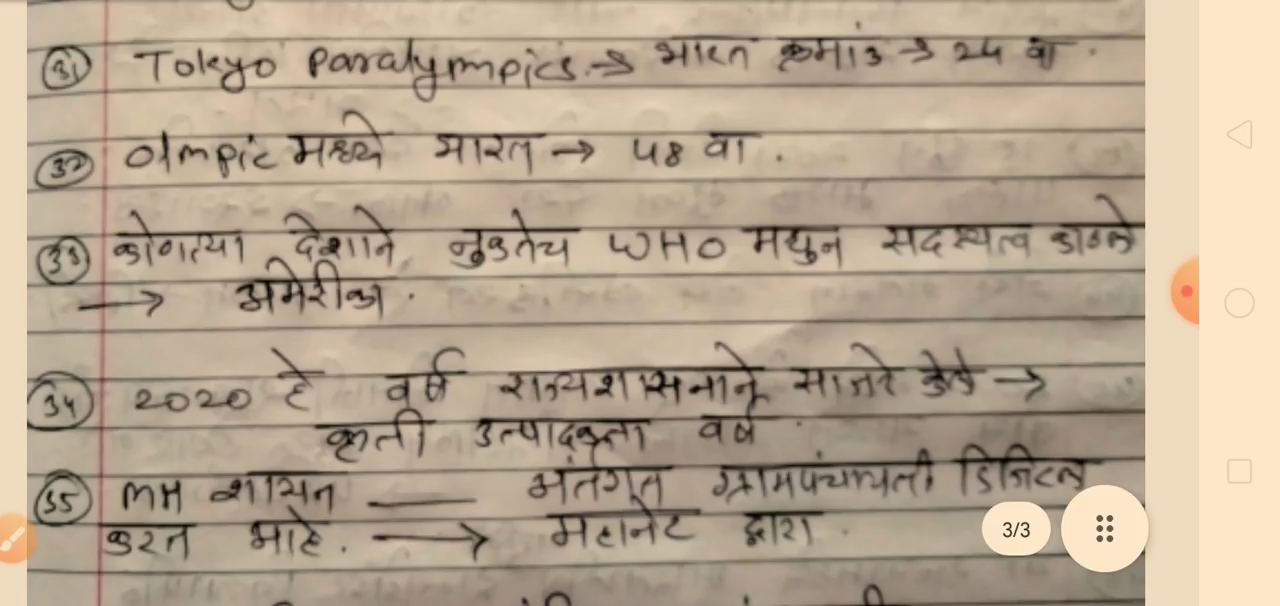 31 Tokyo Paralympics. → भारत क्रमांक → 24 वा .
32 Olmpic मध्ये भारत → 48 वा .
33 कोणत्या देशाने नुकतेच WHO मधुन सदस्यत्व काढले
→ अमेरीका .
34 2020 हे वर्ष राज्यशासनाने साजरे केले →
कृती उत्पादकता वर्ष .
35 MH शासन —— अंतर्गत ग्रामपंचायती डिजिटल
करत आहे. → महानेट द्वारा .
3/3